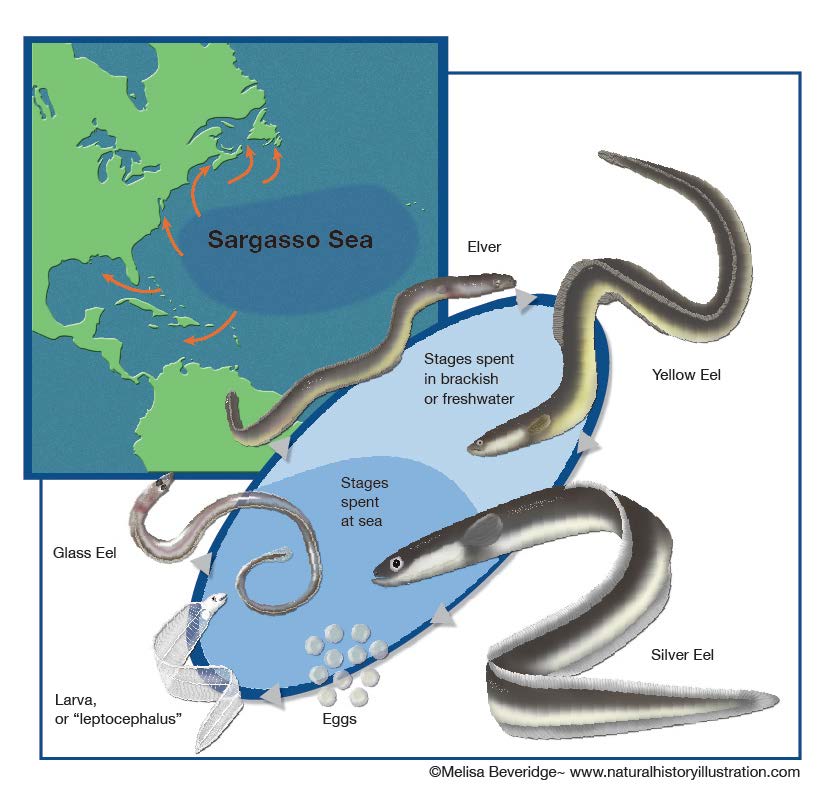 Sargasso Sea
Elver
Stages spent
in brackish
or freshwater
Yellow Eel
Stages
spent
at sea
Glass Eel
Silver Eel
Larva,
or “leptocephalus”
Eggs
©Melisa Beveridge~ www.naturalhistoryillustration.com